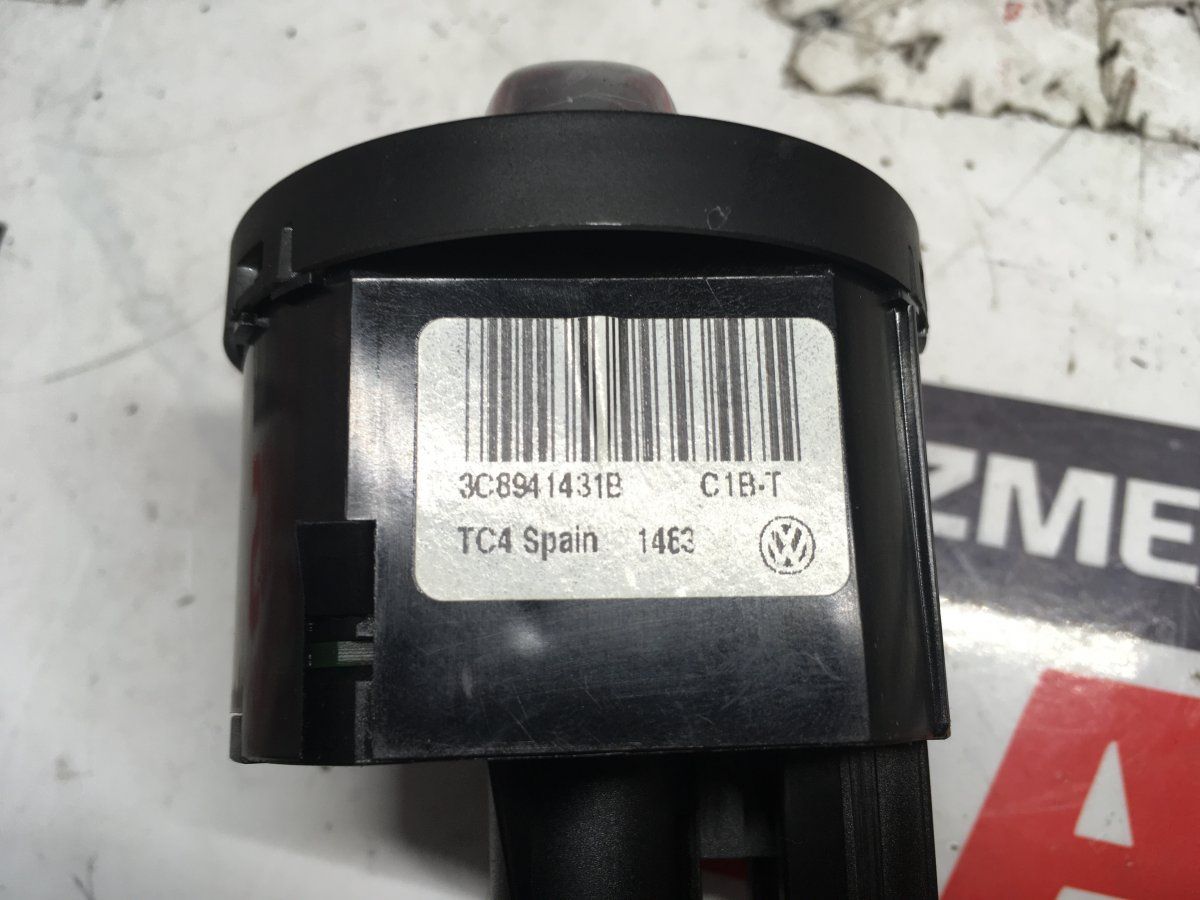 3C8941431B C1B-T
TC4 Spain 1463
ZME
A